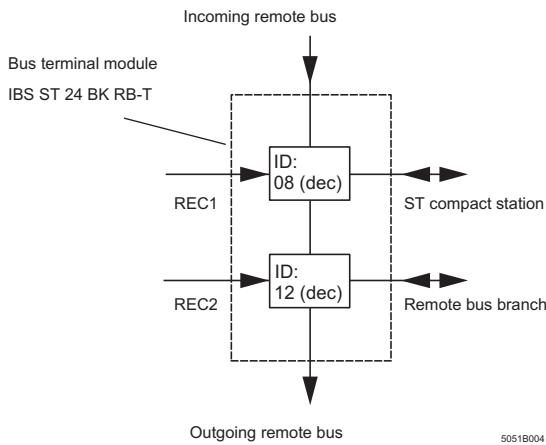 Incoming remote bus
Bus terminal module
IBS ST 24 BK RB-T
ID:
08 (dec)
REC1
ST compact station
ID:
12 (dec)
REC2
Remote bus branch
Outgoing remote bus
5051B004